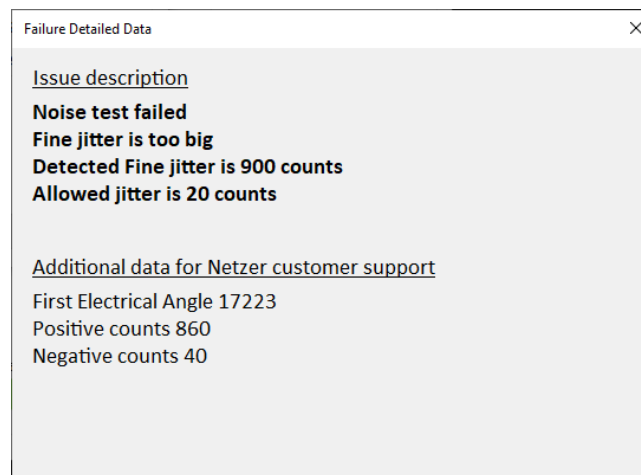 Failure Detailed Data
Issue description
Noise test failed
Fine jitter is too big
Detected Fine jitter is 900 counts
Allowed jitter is 20 counts
Additional data for Netzer customer support
First Electrical Angle 17223
Positive counts 860
Negative counts 40